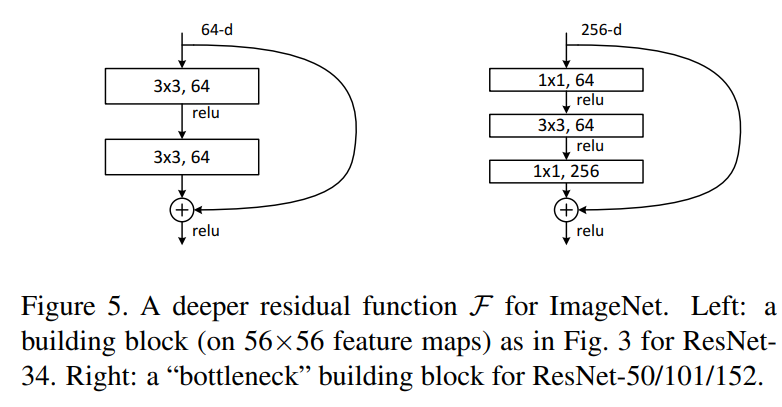 64-d
3x3, 64
relu
3x3, 64
+
relu
256-d
1x1, 64
relu
3x3, 64
relu
1x1, 256
+
relu
Figure 5. A deeper residual function F for ImageNet. Left: a
building block (on 56×56 feature maps) as in Fig. 3 for ResNet-
34. Right: a “bottleneck” building block for ResNet-50/101/152.